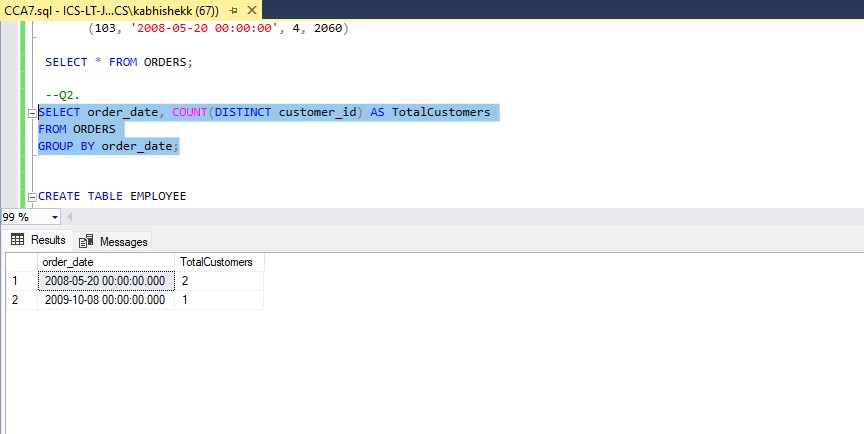 CCA7.sql - ICS-LT-J...CS\kabhishekk (67))
(103, '2008-05-20 00:00:00', 4, 2060)
SELECT * FROM ORDERS;
--Q2.
SELECT order_date, COUNT(DISTINCT customer_id) AS TotalCustomers
FROM ORDERS
GROUP BY order_date;
CREATE TABLE EMPLOYEE
99 %
Results Messages
order_date TotalCustomers
1 2008-05-20 00:00:00.000 2
2 2009-10-08 00:00:00.000 1